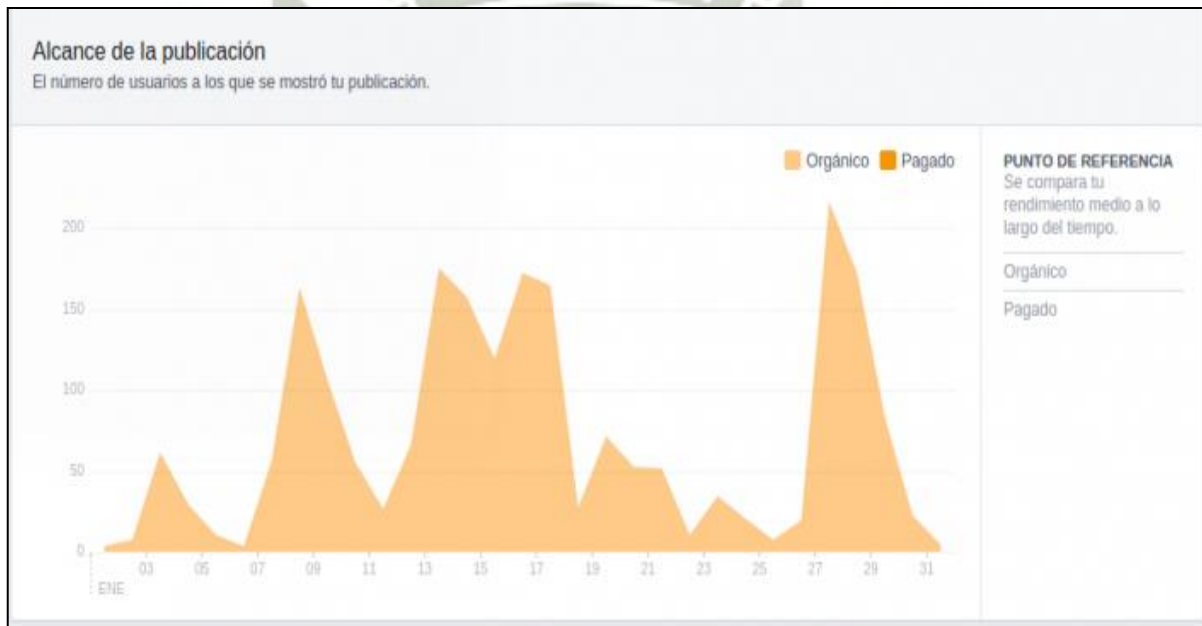 Alcance de la publicación
El número de usuarios a los que se mostró tu publicación.
Orgánico Pagado
200
150
100
50
0
03 05 07 09 11 13 15 17 19 21 23 25 27 29 31
ENE
PUNTO DE REFERENCIA
Se compara tu
rendimiento medio a lo
largo del tiempo.
Orgánico
Pagado